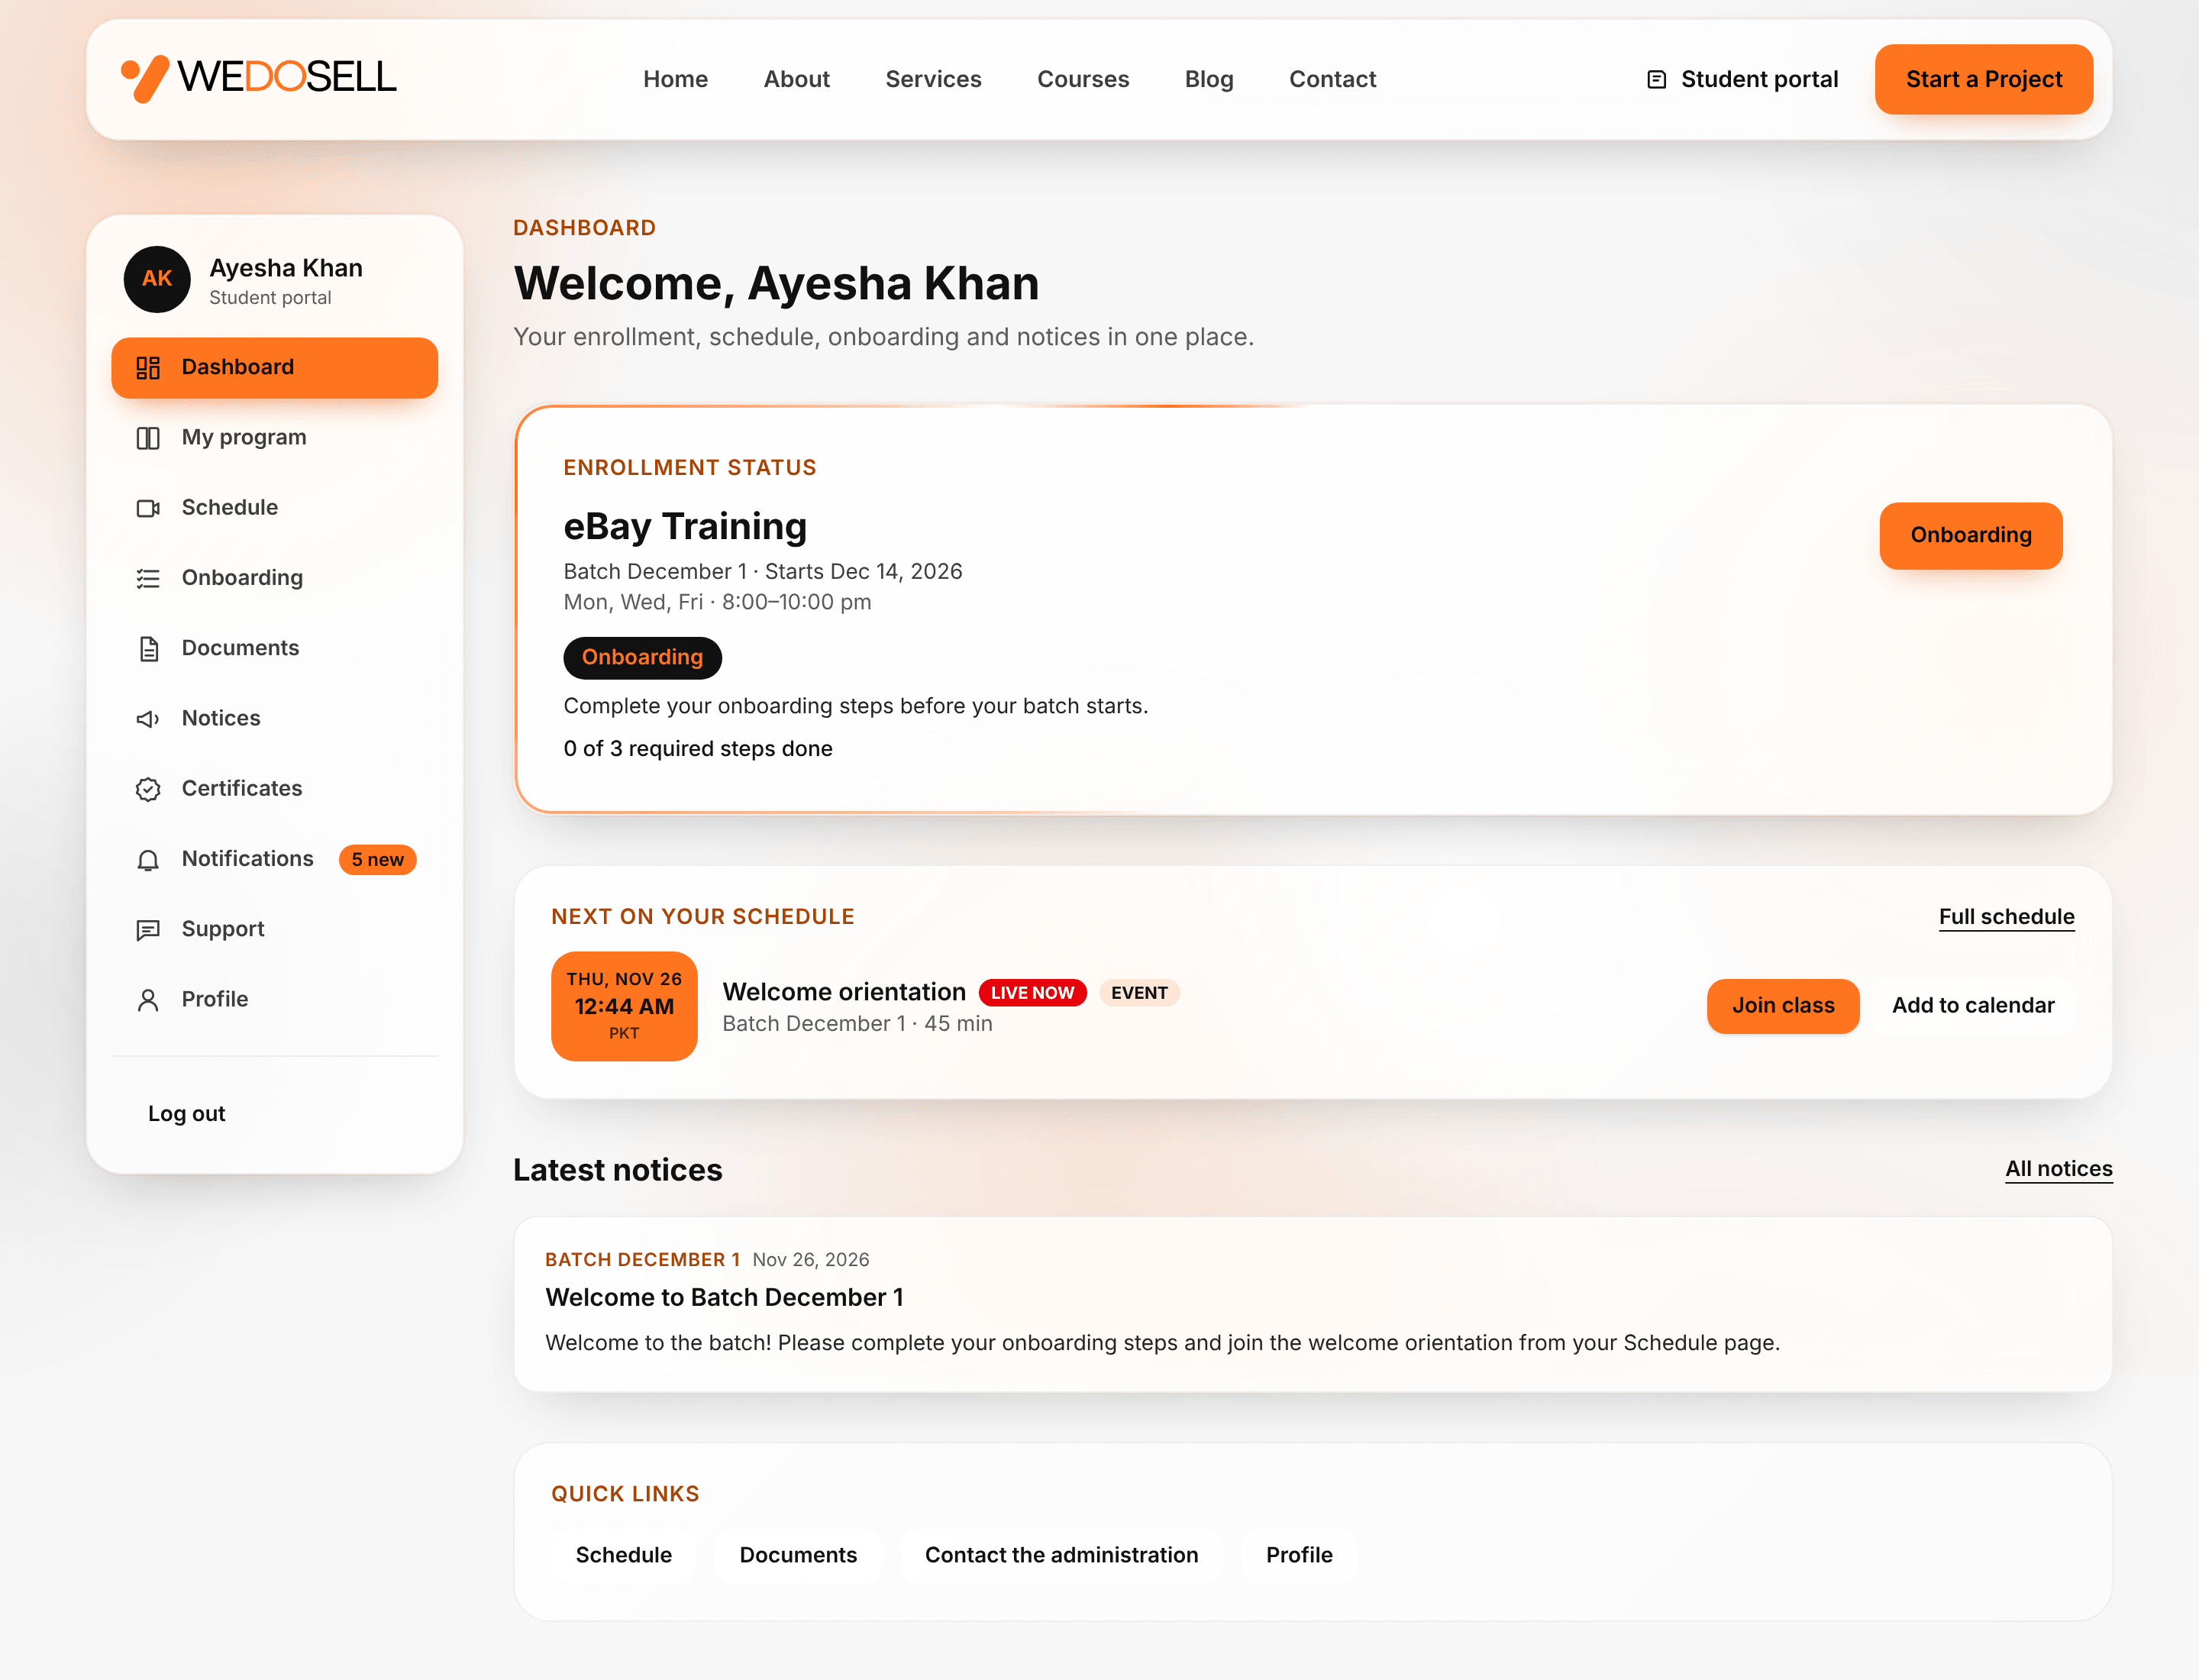 WEDOSELL
Home
About
Services
Courses
Blog
Contact
Student portal
Start a Project
AK
Ayesha Khan
Student portal
Dashboard
My program
Schedule
Onboarding
Documents
Notices
Certificates
Notifications
5 new
Support
Profile
Log out
DASHBOARD
Welcome, Ayesha Khan
Your enrollment, schedule, onboarding and notices in one place.
ENROLLMENT STATUS
eBay Training
Batch December 1 · Starts Dec 14, 2026
Mon, Wed, Fri · 8:00–10:00 pm
Onboarding
Complete your onboarding steps before your batch starts.
0 of 3 required steps done
Onboarding
NEXT ON YOUR SCHEDULE
Full schedule
THU, NOV 26
12:44 AM
PKT
Welcome orientation
LIVE NOW
EVENT
Batch December 1 · 45 min
Join class
Add to calendar
Latest notices
All notices
BATCH DECEMBER 1 Nov 26, 2026
Welcome to Batch December 1
Welcome to the batch! Please complete your onboarding steps and join the welcome orientation from your Schedule page.
QUICK LINKS
Schedule
Documents
Contact the administration
Profile